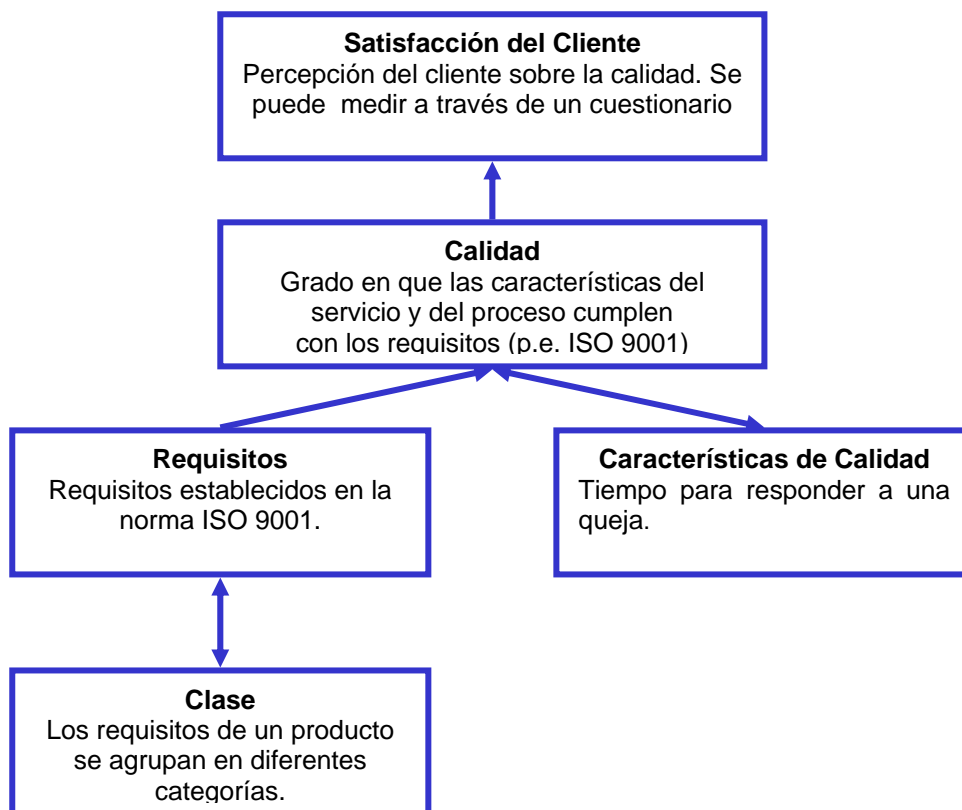 Satisfacción del Cliente
Percepción del cliente sobre la calidad. Se
puede medir a través de un cuestionario
Calidad
Grado en que las características del
servicio y del proceso cumplen
con los requisitos (p.e. ISO 9001)
Requisitos
Requisitos establecidos en la
norma ISO 9001.
Características de Calidad
Tiempo para responder a una
queja.
Clase
Los requisitos de un producto
se agrupan en diferentes
categorías.